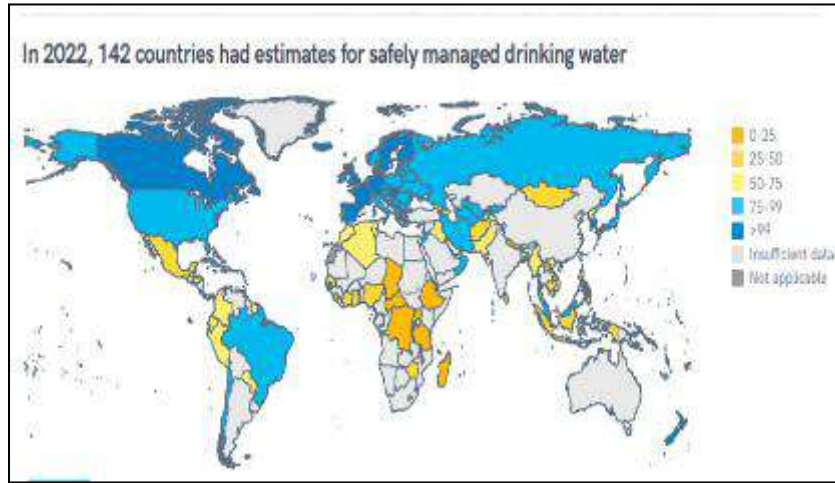 In 2022, 142 countries had estimates for safely managed drinking water
0-25
25-50
50-75
75-99
>99
Insufficient data
Not applicable